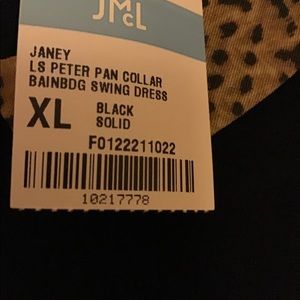 JMcL
JANEY
LS PETER PAN COLLAR
BAINBDG SWING DRESS
XL
BLACK
SOLID
F0122211022
10217778